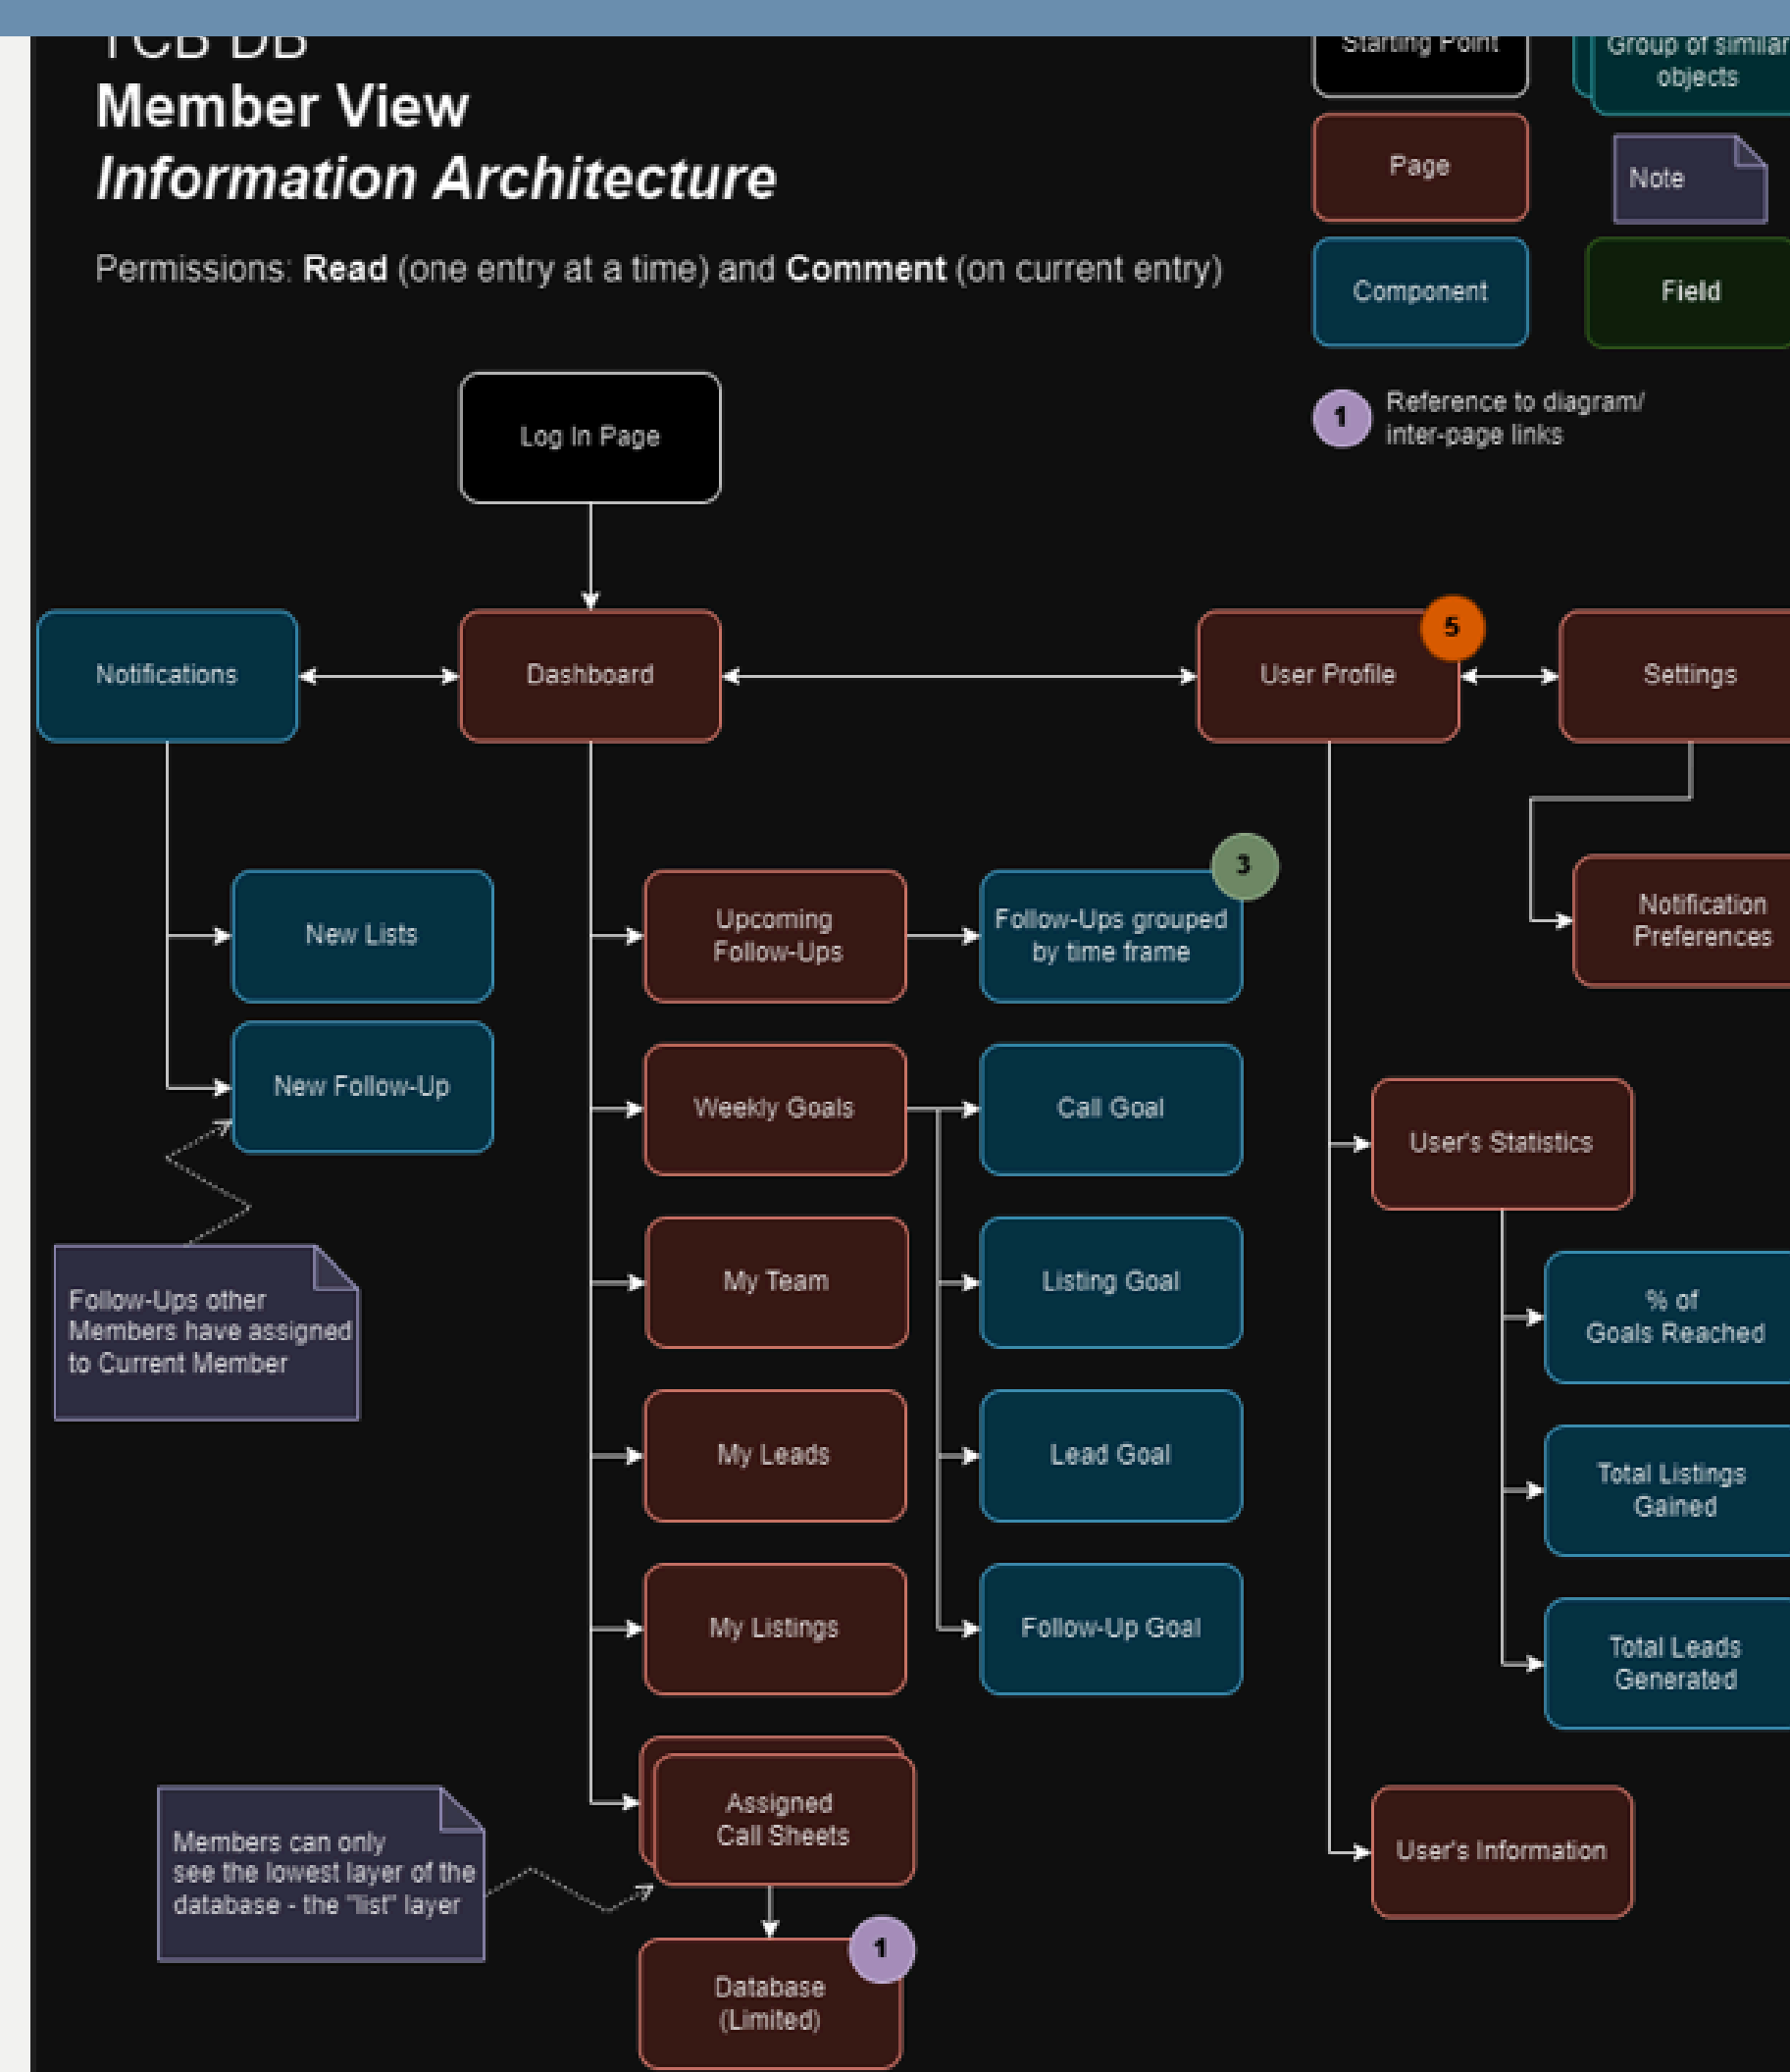 TCB DB
Member View
Information Architecture
Permissions: Read (one entry at a time) and Comment (on current entry)
Starting Point
Group of similar
objects
Page
Note
Component
Field
1
Reference to diagram/
inter-page links
Log In Page
Notifications
Dashboard
User Profile
5
Settings
New Lists
New Follow-Up
Follow-Ups other
Members have assigned
to Current Member
Upcoming
Follow-Ups
Follow-Ups grouped
by time frame
3
Weekly Goals
Call Goal
My Team
Listing Goal
My Leads
Lead Goal
My Listings
Follow-Up Goal
Assigned
Call Sheets
Members can only
see the lowest layer of the
database - the "list" layer
Database
(Limited)
1
Notification
Preferences
User's Statistics
% of
Goals Reached
Total Listings
Gained
Total Leads
Generated
User's Information